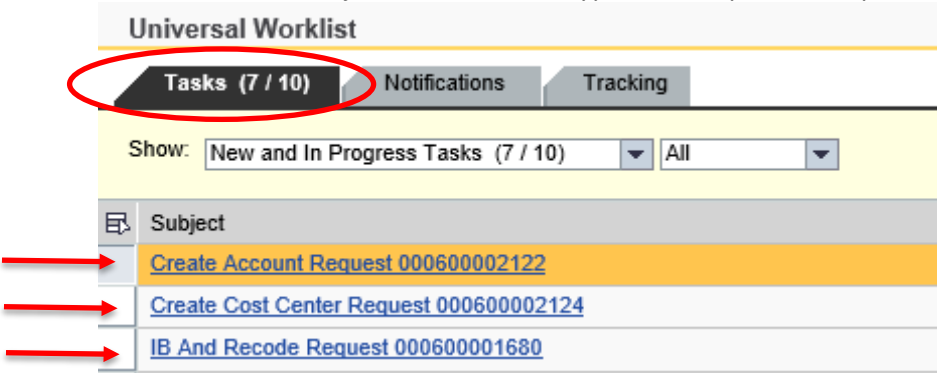 Universal Worklist
Tasks (7 / 10) Notifications Tracking
Show: New and In Progress Tasks (7 / 10) All
Subject
Create Account Request 000600002122
Create Cost Center Request 000600002124
IB And Recode Request 000600001680